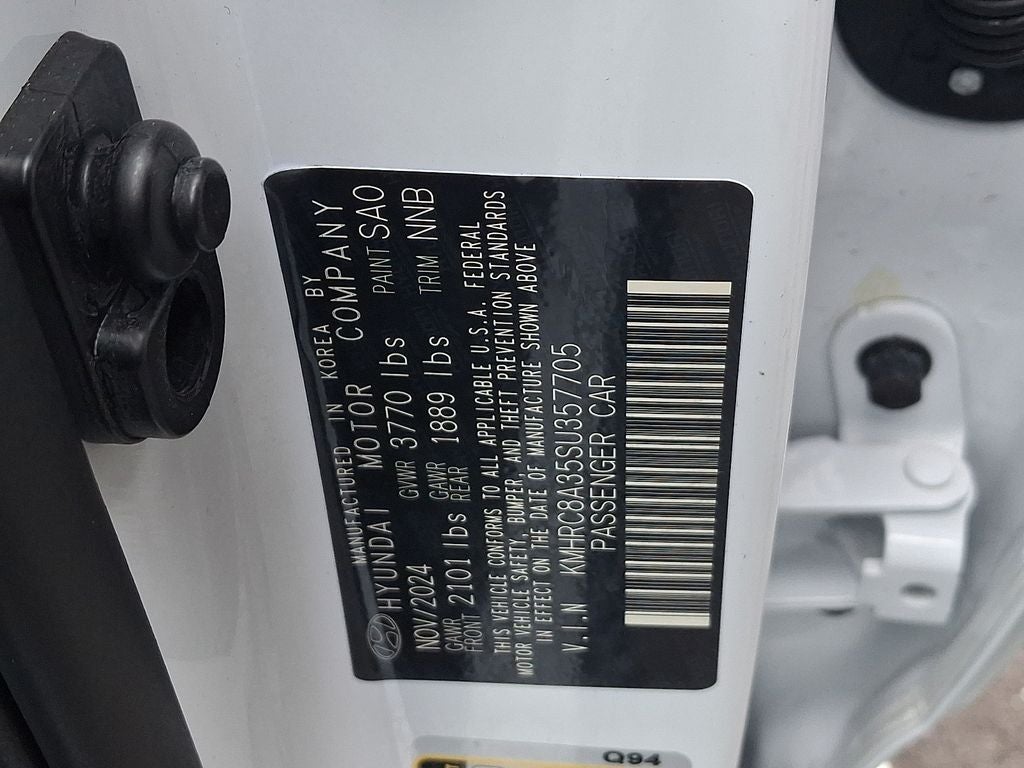 MANUFACTURED IN KOREA BY
HYUNDAI MOTOR COMPANY
NOV/2024 GVWR 3770 lbs PAINT SAO
GAWR FRONT 2101 lbs GAWR REAR 1889 lbs TRIM NNB
THIS VEHICLE CONFORMS TO ALL APPLICABLE U.S.A. FEDERAL
MOTOR VEHICLE SAFETY, BUMPER, AND THEFT PREVENTION STANDARDS
IN EFFECT ON THE DATE OF MANUFACTURE SHOWN ABOVE
V.I.N KMHRC8A35SU357705
PASSENGER CAR
Q94